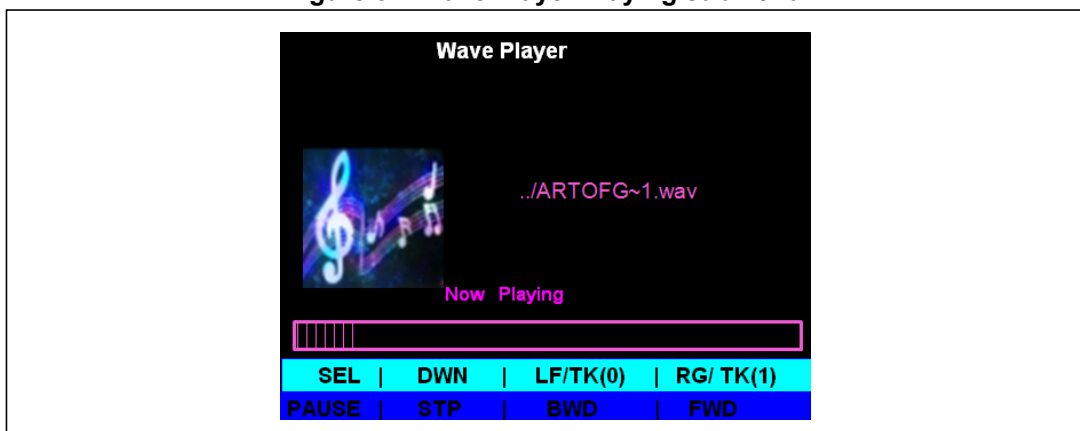 Wave Player
../ARTOFG~1.wav
Now Playing
SEL | DWN | LF/TK(0) | RG/ TK(1)
PAUSE | STP | BWD | FWD